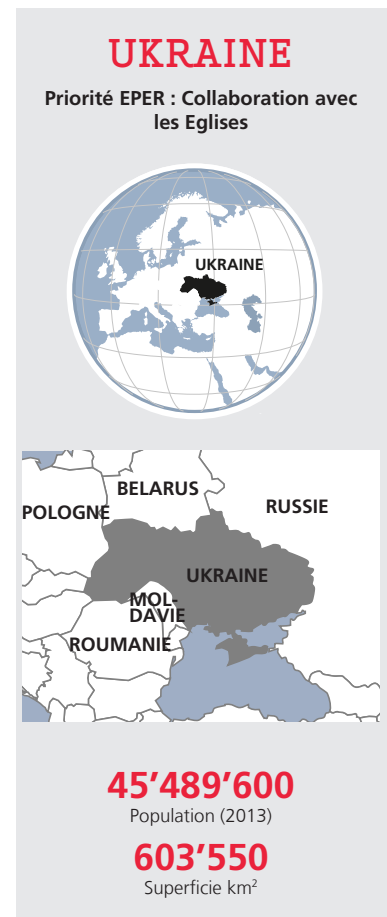 UKRAINE
Priorité EPER : Collaboration avec
les Eglises
UKRAINE
BELARUS
POLOGNE
RUSSIE
UKRAINE
MOL-
DAVIE
ROUMANIE
45’489’600
Population (2013)
603’550
Superficie km²